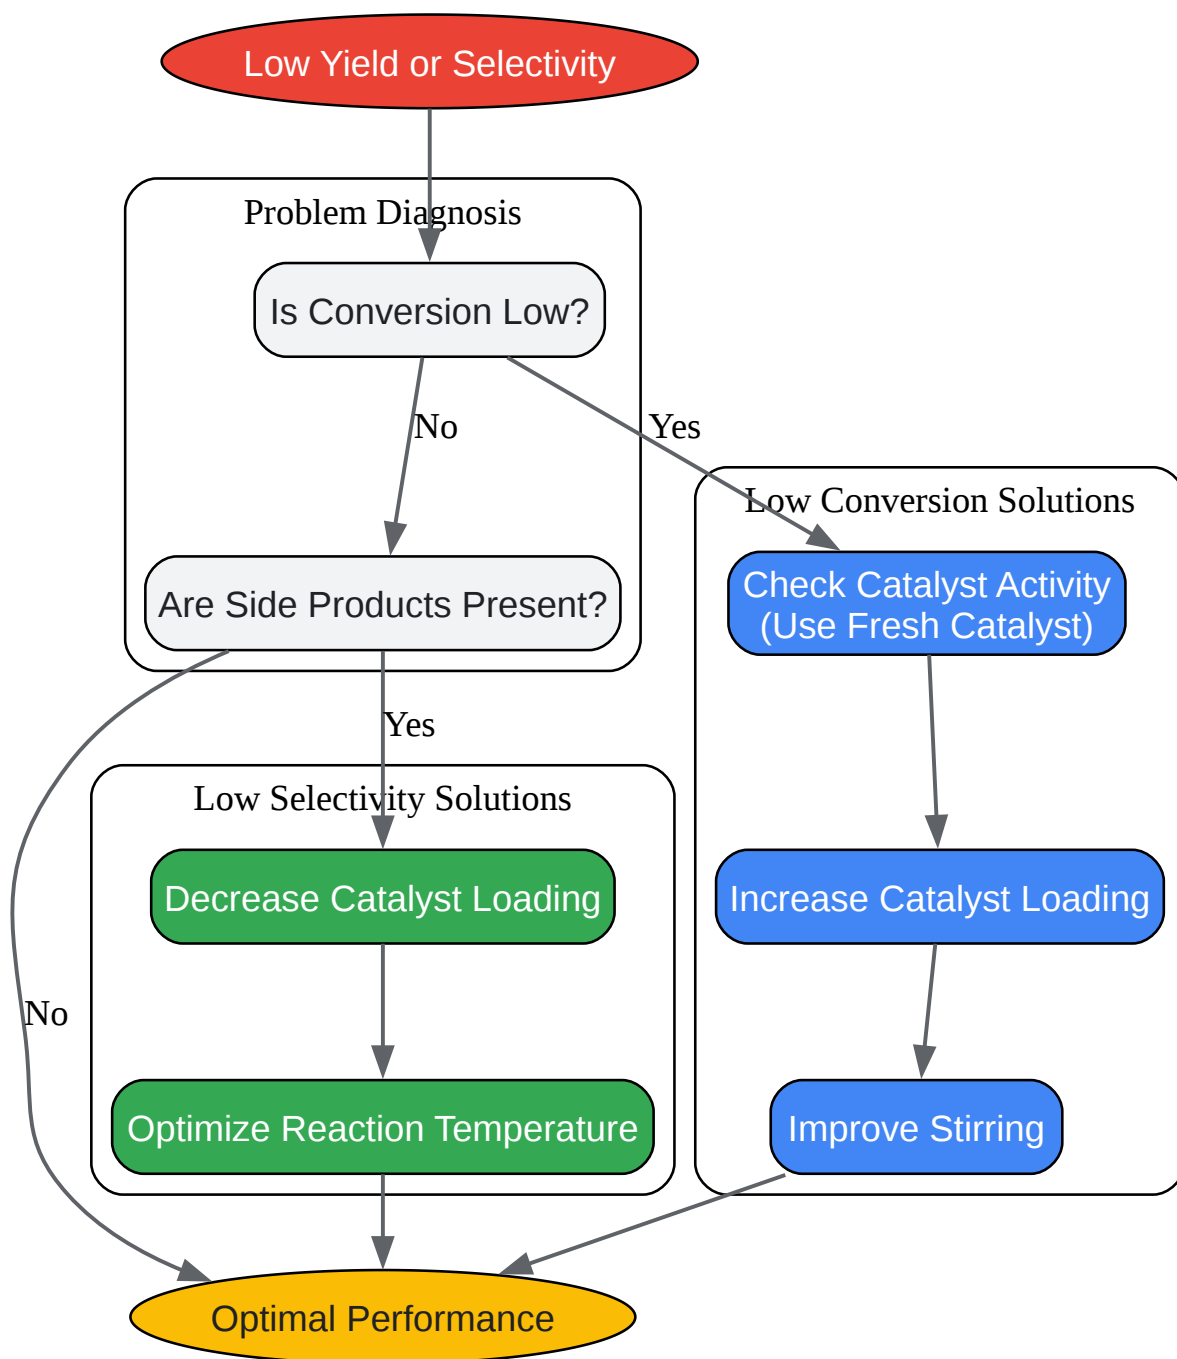 Low Yield or Selectivity
Problem Diagnosis
Is Conversion Low?
No
Yes
Low Conversion Solutions
Check Catalyst Activity
(Use Fresh Catalyst)
Are Side Products Present?
Yes
Low Selectivity Solutions
Decrease Catalyst Loading
Increase Catalyst Loading
No
Optimize Reaction Temperature
Improve Stirring
Optimal Performance